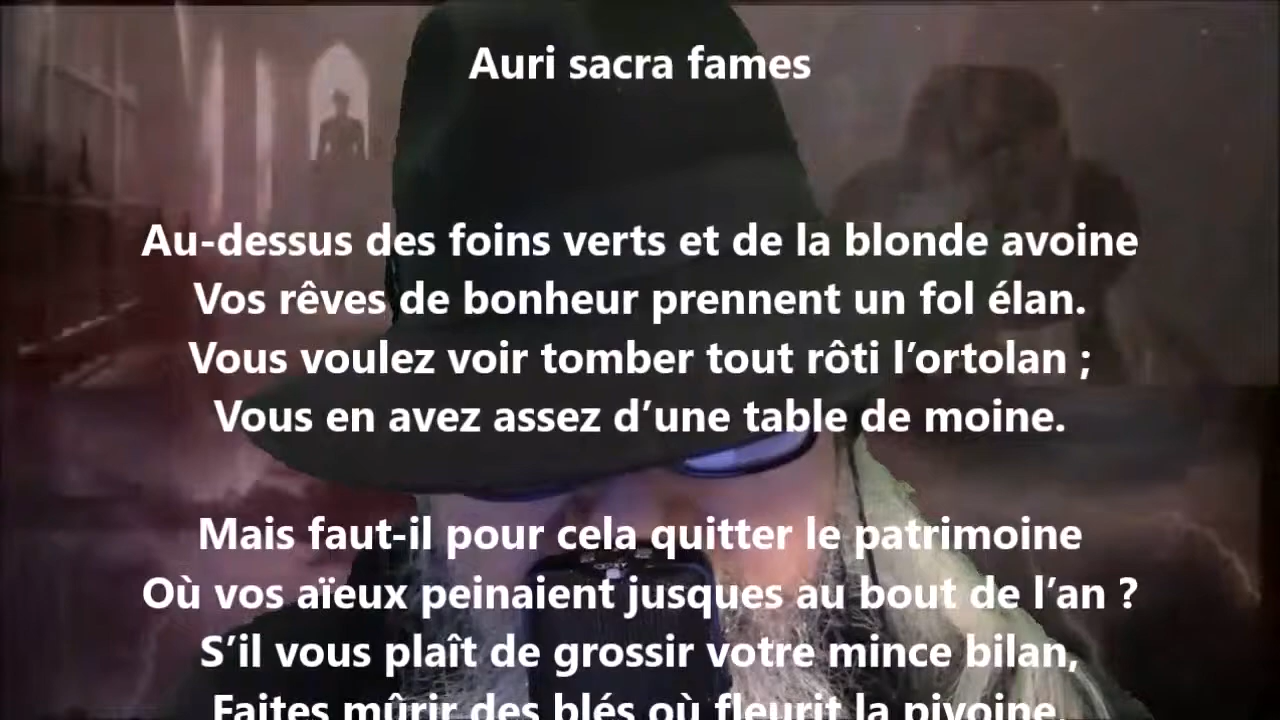 Auri sacra fames
Au-dessus des foins verts et de la blonde avoine
Vos rêves de bonheur prennent un fol élan.
Vous voulez voir tomber tout rôti l’ortolan ;
Vous en avez assez d’une table de moine.
Mais faut-il pour cela quitter le patrimoine
Où vos aïeux peinaient jusques au bout de l’an ?
S’il vous plaît de grossir votre mince bilan,
Faites mûrir des blés où fleurit la pivoine.